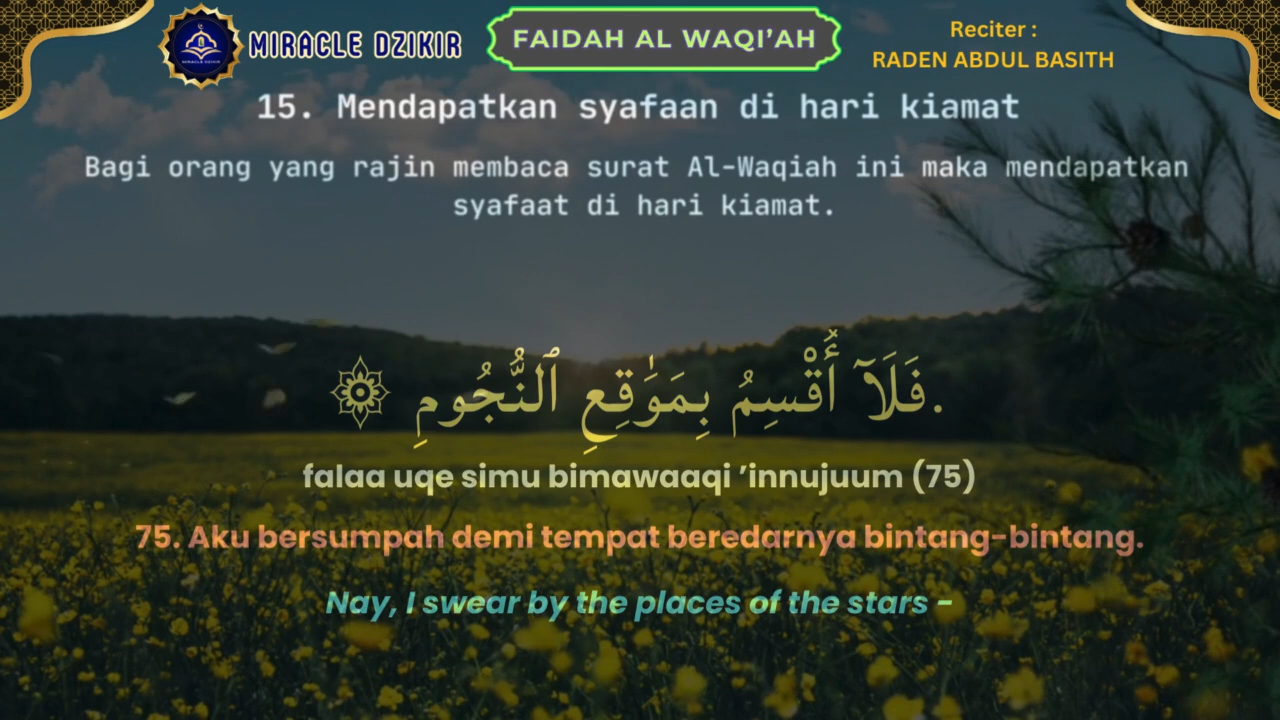 MIRACLE DZIKIR
FAIDAH AL WAQI’AH
Reciter :
RADEN ABDUL BASITH
15. Mendapatkan syafaan di hari kiamat
Bagi orang yang rajin membaca surat Al-Waqiah ini maka mendapatkan
syafaat di hari kiamat.
.فَلَآ أُقْسِمُ بِمَوَٰقِعِ ٱلنُّجُومِ ۞
falaa uqe simu bimawaaqi ’innujuum (75)
75. Aku bersumpah demi tempat beredarnya bintang-bintang.
Nay, I swear by the places of the stars -